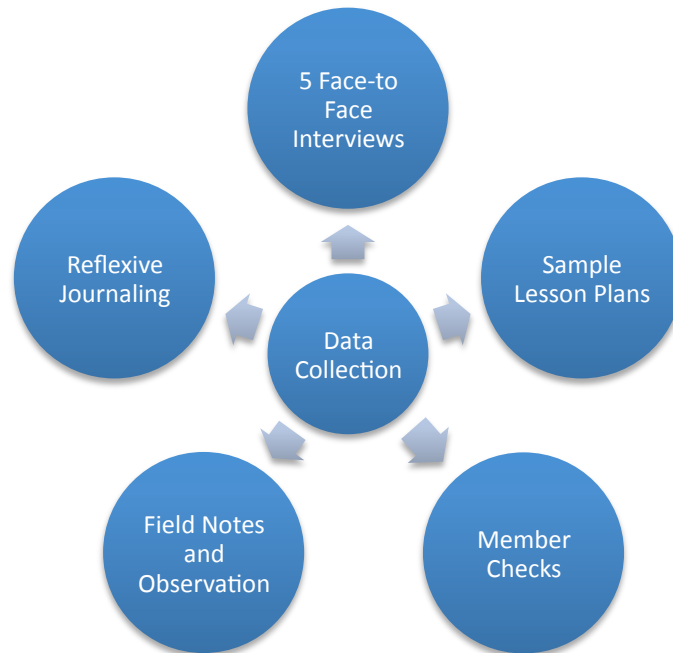 5 Face-to
Face
Interviews
Reflexive
Journaling
Sample
Lesson Plans
Data
Collection
Field Notes
and
Observation
Member
Checks